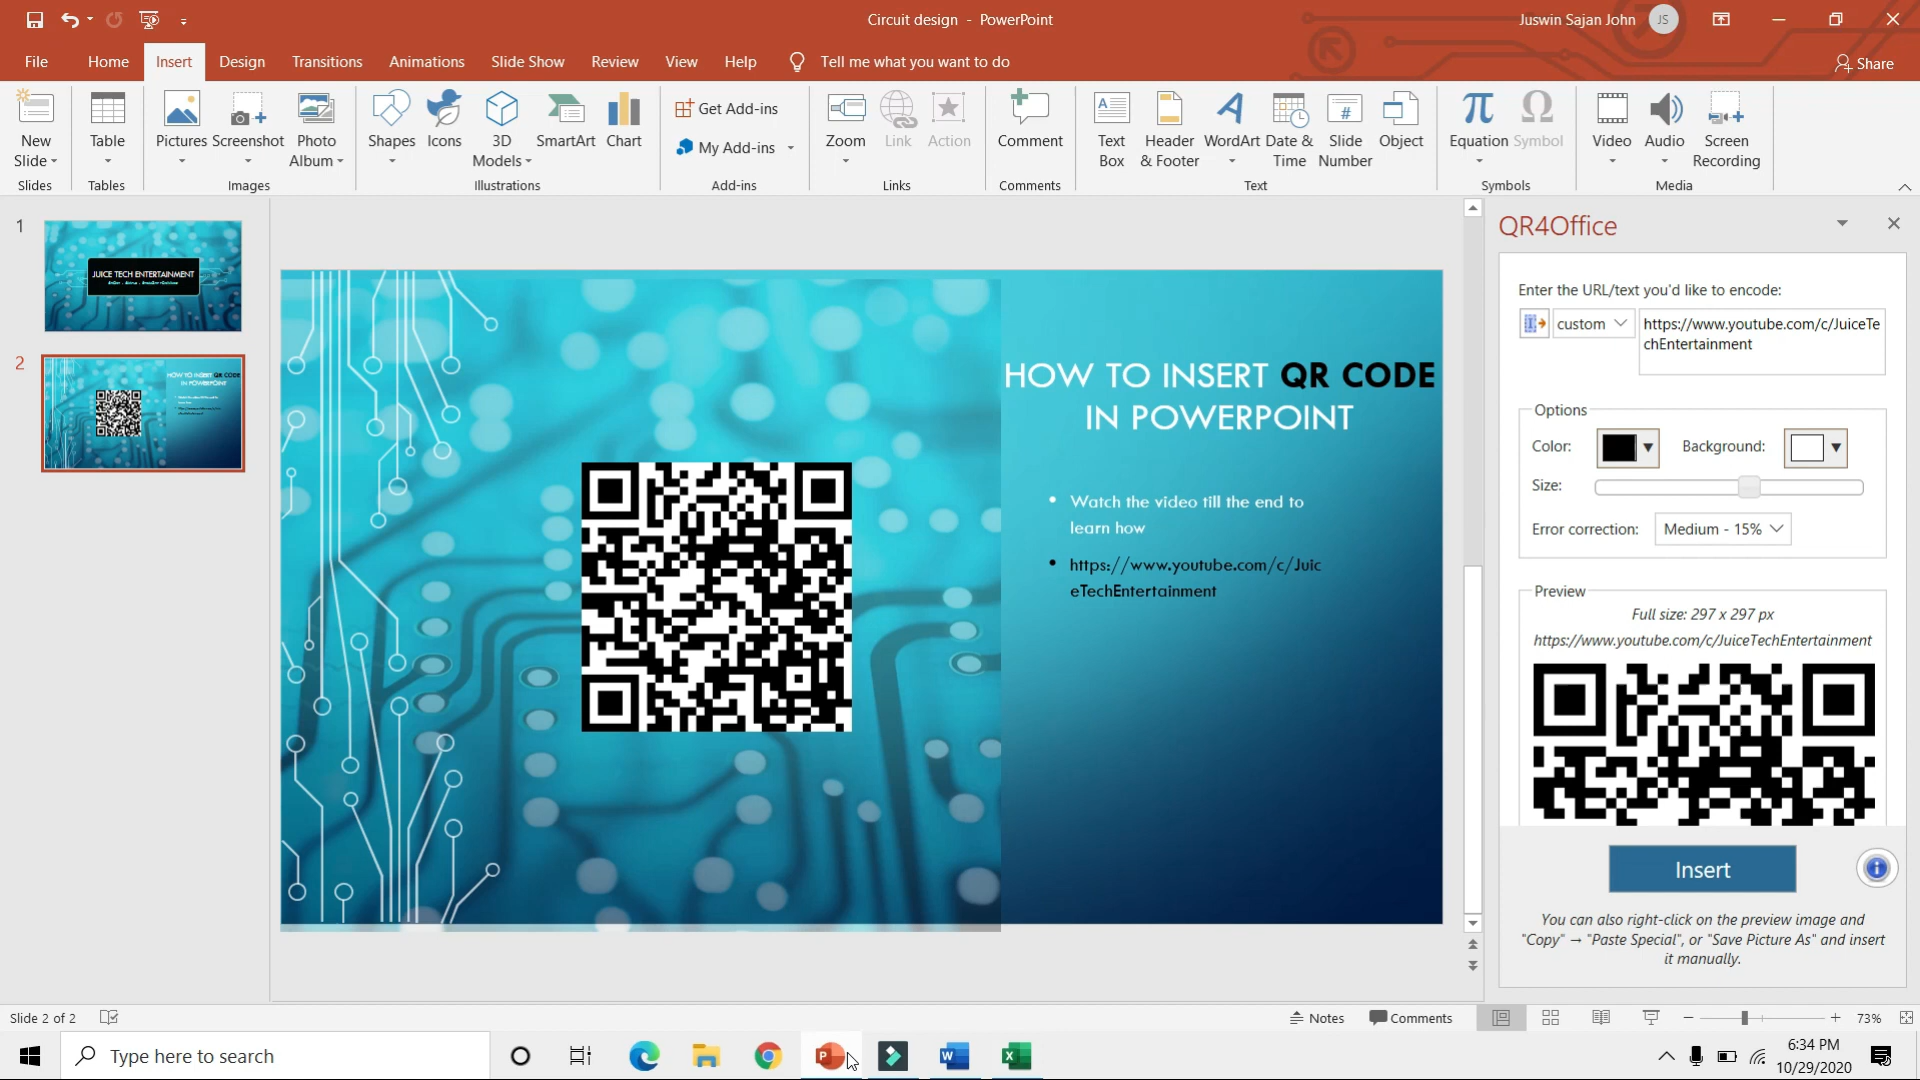 Circuit design - PowerPoint
Juswin Sajan John
JS
File Home Insert Design Transitions Animations Slide Show Review View Help Tell me what you want to do
Share
New Slide
Table
Pictures
Screenshot
Photo Album
Shapes
Icons
3D Models
SmartArt
Chart
Get Add-ins
My Add-ins
Zoom
Link
Action
Comment
Text Box
Header & Footer
WordArt
Date & Time
Slide Number
Object
Equation
Symbol
Video
Audio
Screen Recording
Slides Tables Images Illustrations Add-ins Links Comments Text Symbols Media
1
JUICE TECH ENTERTAINMENT
2
HOW TO INSERT QR CODE
IN POWERPOINT
HOW TO INSERT QR CODE
IN POWERPOINT
• Watch the video till the end to
learn how
• https://www.youtube.com/c/Juic
eTechEntertainment
QR4Office
Enter the URL/text you'd like to encode:
custom
https://www.youtube.com/c/JuiceTe
chEntertainment
Options
Color: Background:
Size:
Error correction: Medium - 15%
Preview
Full size: 297 x 297 px
https://www.youtube.com/c/JuiceTechEntertainment
Insert
You can also right-click on the preview image and
"Copy" → "Paste Special", or "Save Picture As" and insert
it manually.
Slide 2 of 2
Notes
Comments
73%
Type here to search
6:34 PM
10/29/2020